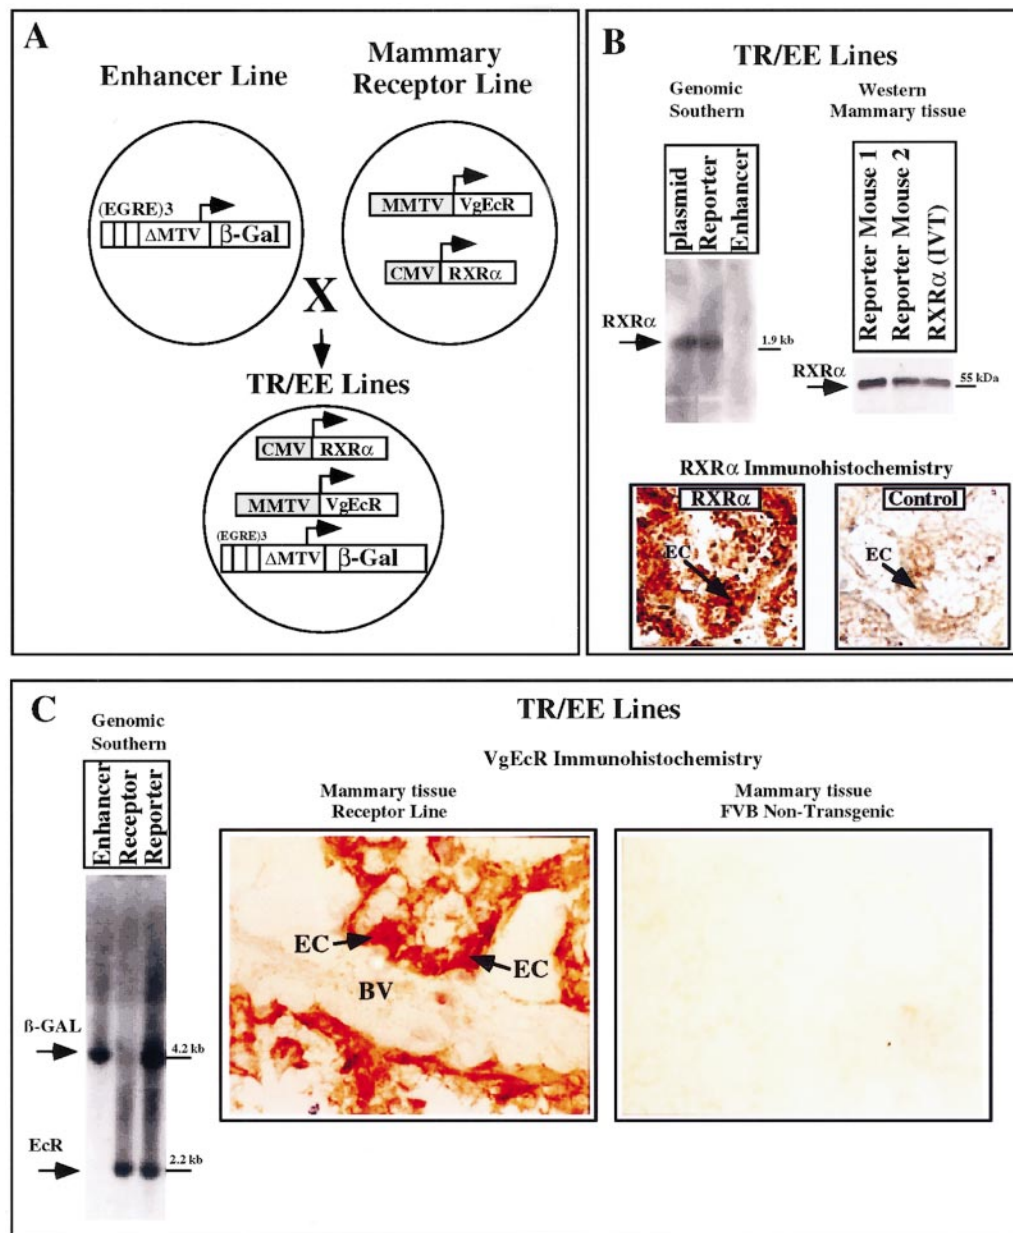 A
Enhancer Line
Mammary
Receptor Line
(EGRE)3
ΔMTV
β-Gal
MMTV
VgEcR
CMV
RXRα
X
TR/EE Lines
CMV
RXRα
MMTV
VgEcR
(EGRE)3
ΔMTV
β-Gal
B
TR/EE Lines
Genomic
Southern
Western
Mammary tissue
plasmid
Reporter
Enhancer
Reporter Mouse 1
Reporter Mouse 2
RXRα (IVT)
RXRα
1.9 kb
RXRα
55 kDa
RXRα Immunohistochemistry
RXRα
EC
Control
EC
C
TR/EE Lines
Genomic
Southern
Enhancer
Receptor
Reporter
ß-GAL
4.2 kb
EcR
2.2 kb
VgEcR Immunohistochemistry
Mammary tissue
Receptor Line
Mammary tissue
FVB Non-Transgenic
EC
EC
BV